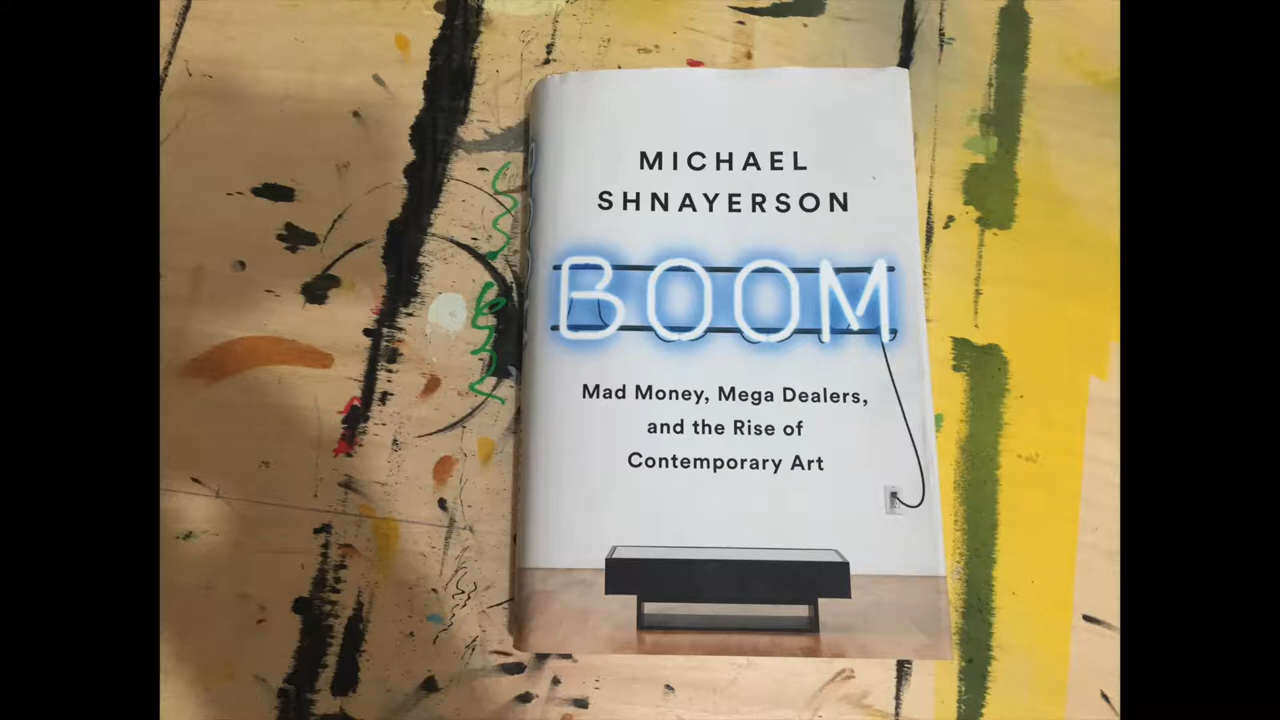 MICHAEL
SHNAYERSON
BOOM
Mad Money, Mega Dealers,
and the Rise of
Contemporary Art